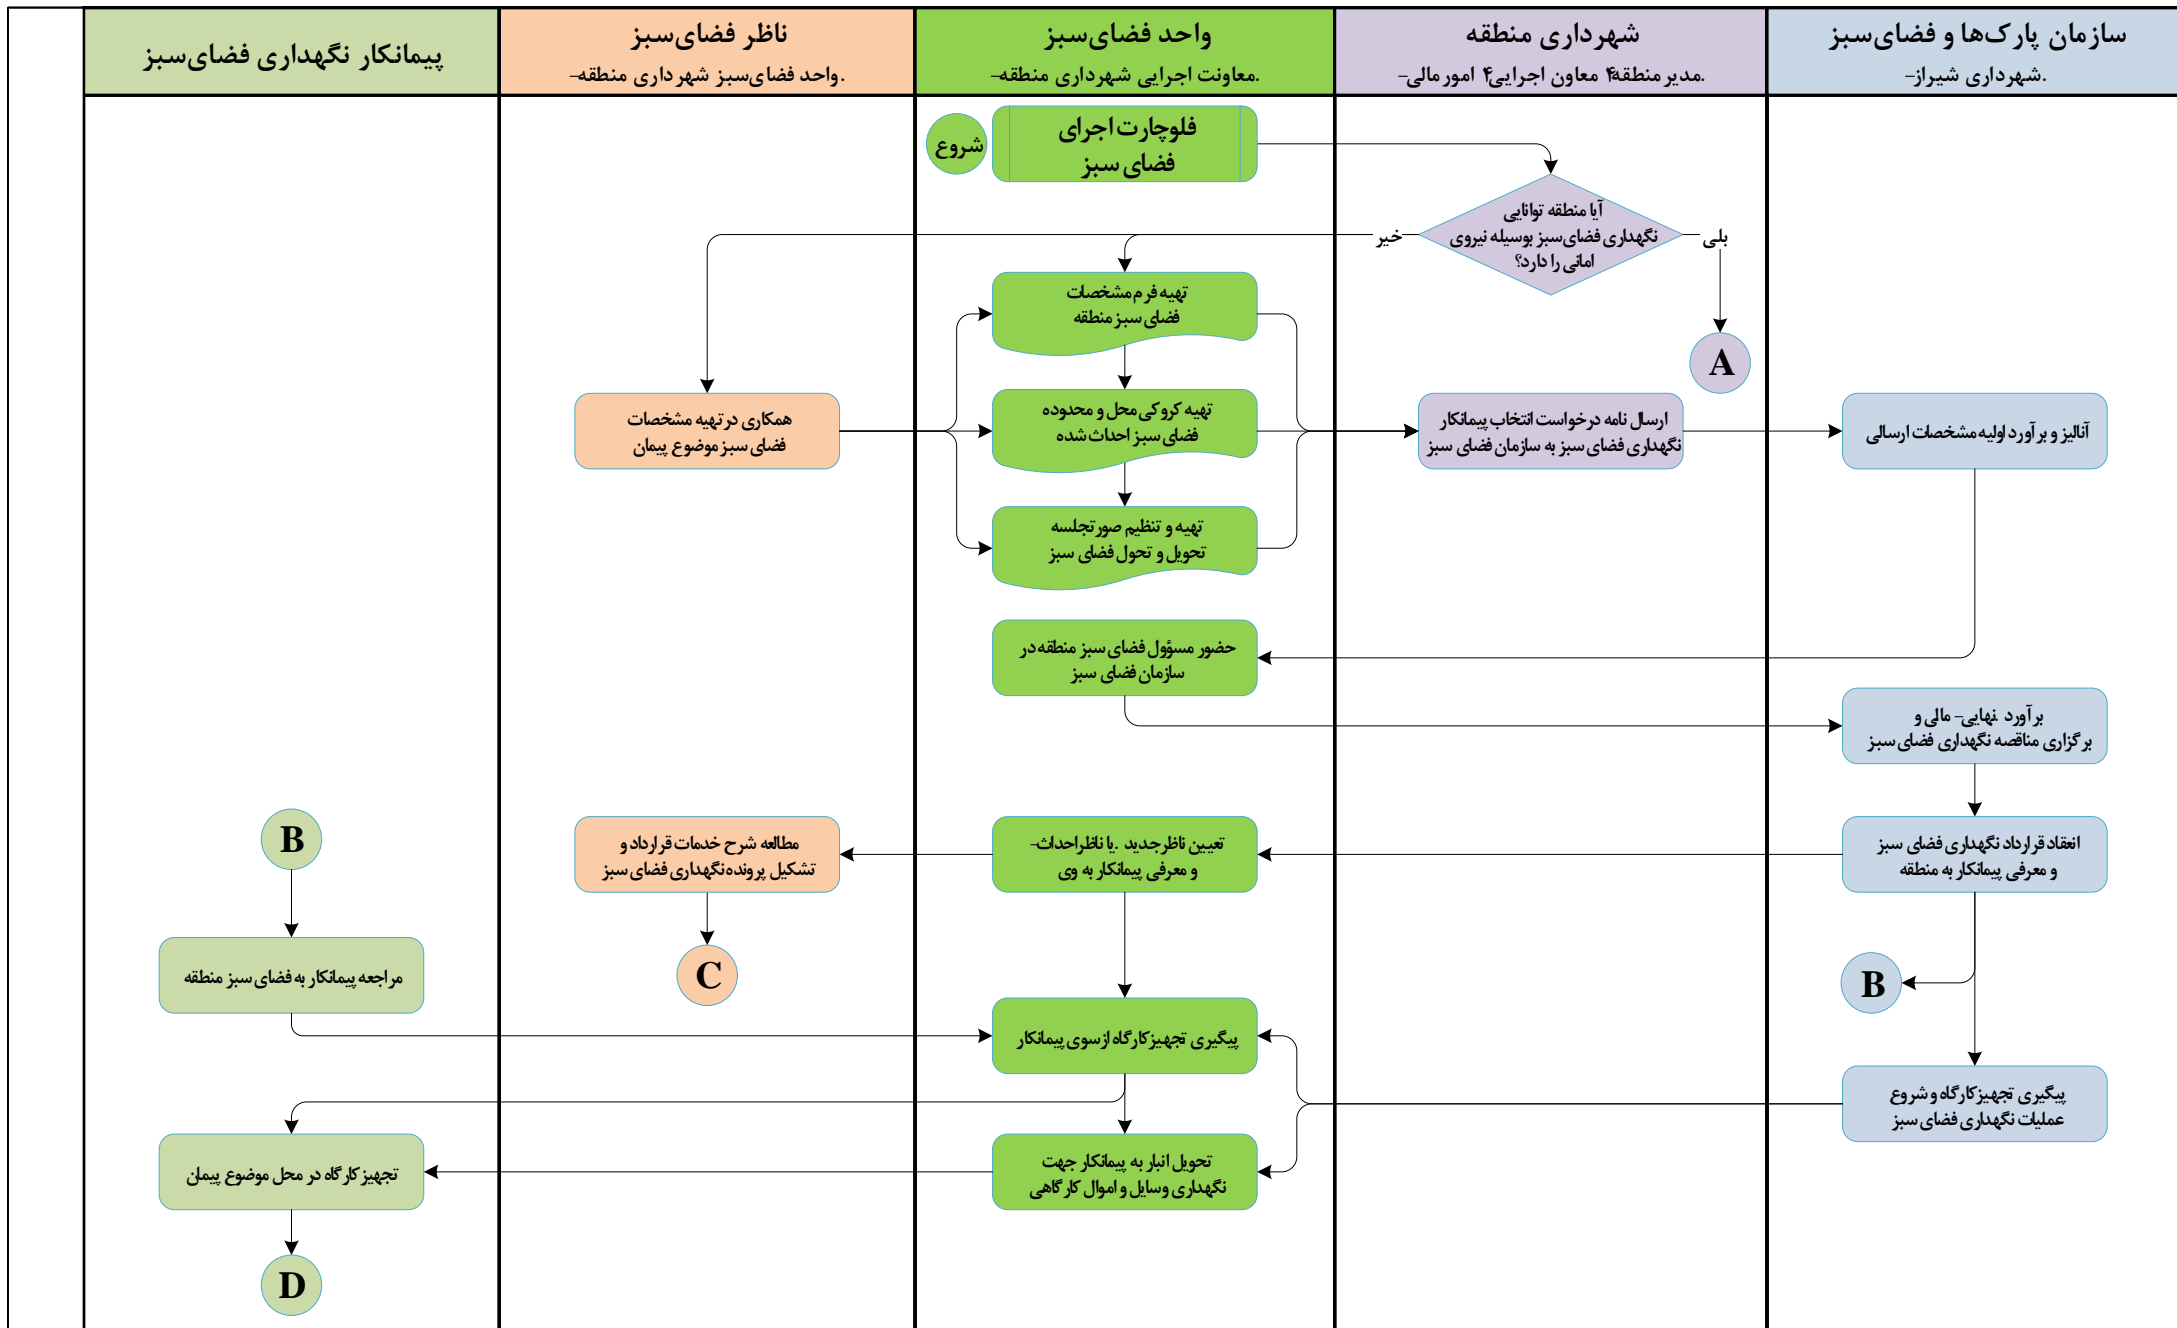 سازمان پارک‌ها و فضای‌سبز
.شهرداری شیراز-
شهرداری منطقه
.مدیر منطقه۴ معاون اجرایی۴ امور مالی-
واحد فضای‌سبز
.معاونت اجرایی شهرداری منطقه-
ناظر فضای‌سبز
.واحد فضای‌سبز شهرداری منطقه-
پیمانکار نگهداری فضای‌سبز
فلوچارت اجرای
فضای سبز
شروع
آیا منطقه توانایی
نگهداری فضای‌سبز بوسیله نیروی
امانی را دارد؟
بلی
خیر
A
تهیه فرم مشخصات
فضای سبز منطقه
تهیه کروکی محل و محدوده
فضای سبز احداث شده
تهیه و تنظیم صورتجلسه
تحویل و تحول فضای سبز
همکاری در تهیه مشخصات
فضای سبز موضوع پیمان
ارسال نامه درخواست انتخاب پیمانکار
نگهداری فضای سبز به سازمان فضای سبز
آنالیز و برآورد اولیه مشخصات ارسالی
حضور مسؤول فضای سبز منطقه در
سازمان فضای سبز
برآورد .نهایی- مالی و
برگزاری مناقصه نگهداری فضای سبز
انعقاد قرارداد نگهداری فضای سبز
و معرفی پیمانکار به منطقه
تعیین ناظر جدید .یا ناظر احداث-
و معرفی پیمانکار به وی
مطالعه شرح خدمات قرارداد و
تشکیل پرونده نگهداری فضای سبز
B
C
B
مراجعه پیمانکار به فضای سبز منطقه
پیگیری تجهیز کارگاه از سوی پیمانکار
پیگیری تجهیز کارگاه و شروع
عملیات نگهداری فضای سبز
تحویل انبار به پیمانکار جهت
نگهداری وسایل و اموال کارگاهی
تجهیز کارگاه در محل موضوع پیمان
D